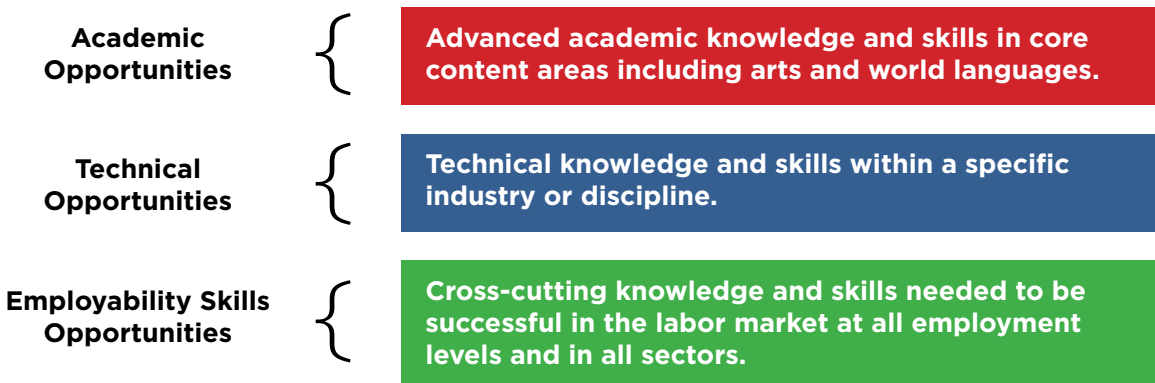 Academic
Opportunities
Advanced academic knowledge and skills in core
content areas including arts and world languages.
Technical
Opportunities
Technical knowledge and skills within a specific
industry or discipline.
Employability Skills
Opportunities
Cross-cutting knowledge and skills needed to be
successful in the labor market at all employment
levels and in all sectors.